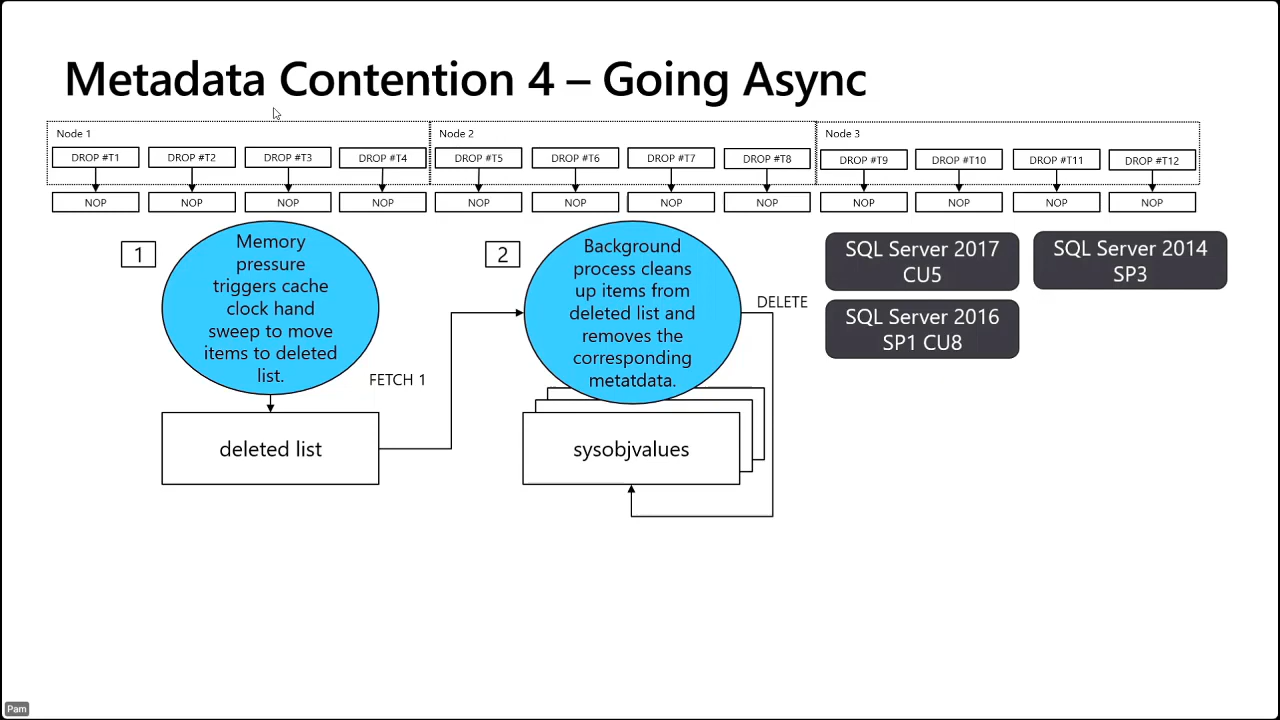 Metadata Contention 4 – Going Async
Node 1
Node 2
Node 3
DROP #T1
DROP #T2
DROP #T3
DROP #T4
DROP #T5
DROP #T6
DROP #T7
DROP #T8
DROP #T9
DROP #T10
DROP #T11
DROP #T12
NOP
NOP
NOP
NOP
NOP
NOP
NOP
NOP
NOP
NOP
NOP
NOP
1
Memory
pressure
triggers cache
clock hand
sweep to move
items to deleted
list.
FETCH 1
deleted list
2
Background
process cleans
up items from
deleted list and
removes the
corresponding
metatdata.
DELETE
sysobjvalues
SQL Server 2017
CU5
SQL Server 2014
SP3
SQL Server 2016
SP1 CU8
Pam